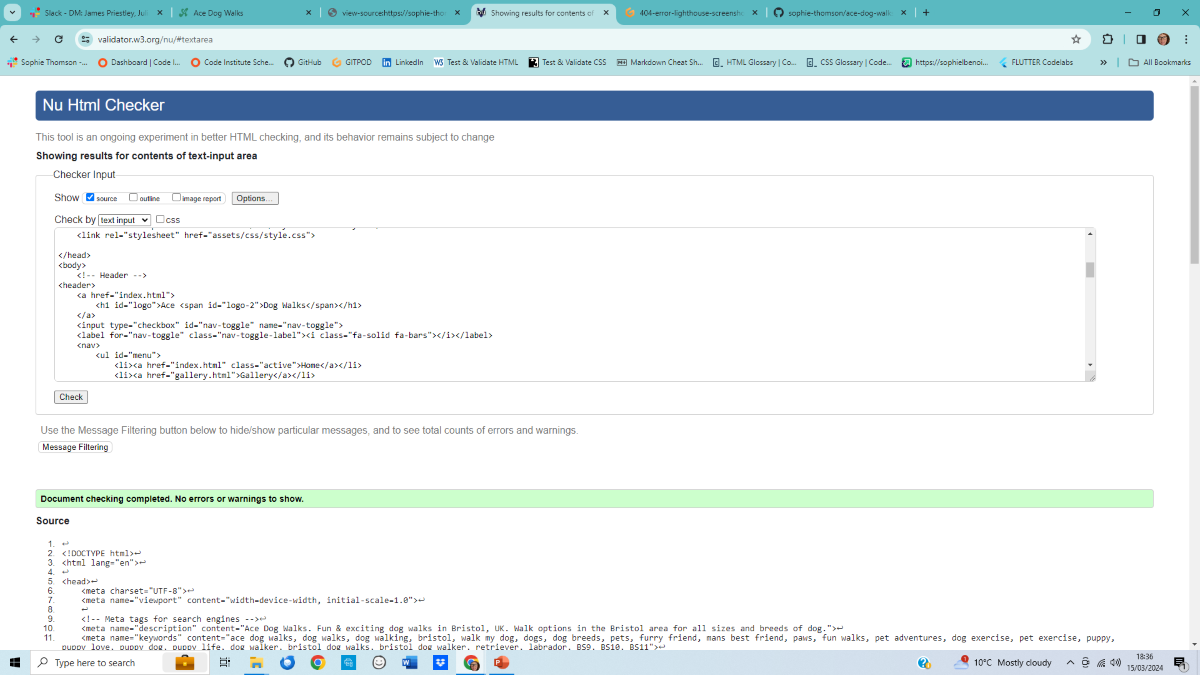 Slack - DM: James Priestley, Juli
Ace Dog Walks
view-source:https://sophie-thon
Showing results for contents of
404-error-lighthouse-screensho
sophie-thomson/ace-dog-walk
validator.w3.org/nu/#textarea
Sophie Thomson -...
Dashboard | Code I...
Code Institute Sche...
GitHub
GITPOD
LinkedIn
Test & Validate HTML
Test & Validate CSS
Markdown Cheat Sh...
HTML Glossary | Co...
CSS Glossary | Code...
https://sophielbenoi...
FLUTTER Codelabs
»
All Bookmarks
Nu Html Checker
This tool is an ongoing experiment in better HTML checking, and its behavior remains subject to change
Showing results for contents of text-input area
Checker Input
Show source outline image report Options...
Check by text input css
<link rel="stylesheet" href="assets/css/style.css">
</head>
<body>
<!-- Header -->
<header>
<a href="index.html">
<h1 id="logo">Ace <span id="logo-2">Dog Walks</span></h1>
</a>
<input type="checkbox" id="nav-toggle" name="nav-toggle">
<label for="nav-toggle" class="nav-toggle-label"><i class="fa-solid fa-bars"></i></label>
<nav>
<ul id="menu">
<li><a href="index.html" class="active">Home</a></li>
<li><a href="gallery.html">Gallery</a></li>
Check
Use the Message Filtering button below to hide/show particular messages, and to see total counts of errors and warnings.
Message Filtering
Document checking completed. No errors or warnings to show.
Source
1. ↩
2. <!DOCTYPE html>↩
3. <html lang="en">↩
4. ↩
5. <head>↩
6. <meta charset="UTF-8">↩
7. <meta name="viewport" content="width=device-width, initial-scale=1.0">↩
8. ↩
9. <!-- Meta tags for search engines -->↩
10. <meta name="description" content="Ace Dog Walks. Fun & exciting dog walks in Bristol, UK. Walk options in the Bristol area for all sizes and breeds of dog.">↩
11. <meta name="keywords" content="ace dog walks, dog walks, dog walking, bristol, walk my dog, dogs, dog breeds, pets, furry friend, mans best friend, paws, fun walks, pet adventures, dog exercise, pet exercise, puppy,
puppy love, puppy dog, puppy life, dog walker, bristol dog walks, bristol dog walker, retriever, labrador, BS9, BS10, BS11">↩
Type here to search
10°C Mostly cloudy
18:36
15/03/2024